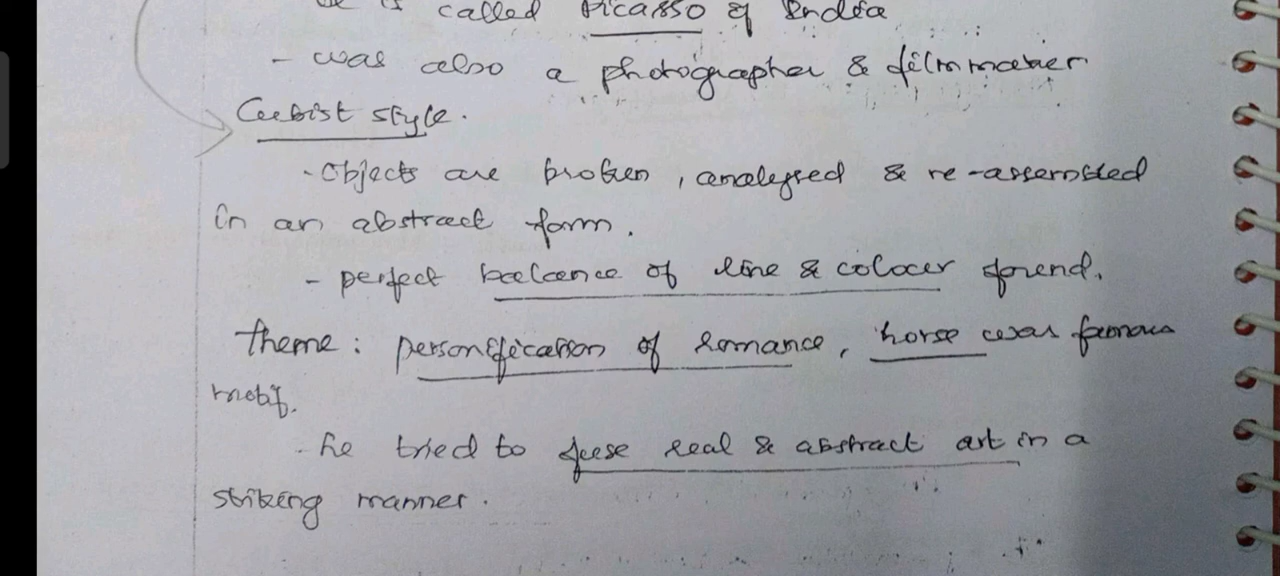 he is called Picasso of India
- was also a photographer & filmmaker
Cubist style.
- Objects are broken, analysed & re-assembled
in an abstract form.
- perfect balance of line & colour found.
Theme: personification of romance, horse was famous
motif.
- he tried to fuse real & abstract art in a
striking manner.